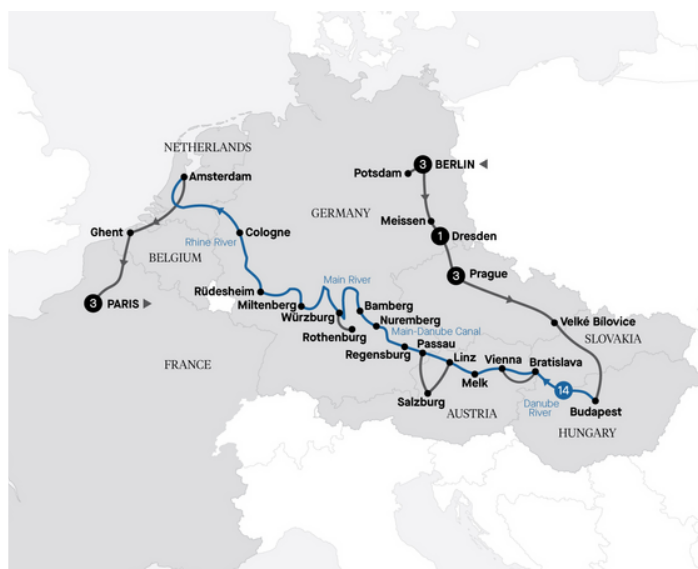 NETHERLANDS
Amsterdam
Potsdam
3 BERLIN
GERMANY
Meissen
1 Dresden
Ghent
Rhine River
Cologne
BELGIUM
3 Prague
3 PARIS
Rüdesheim
Main River
Miltenberg
Würzburg
Bamberg
Nuremberg
Rothenburg
Main-Danube Canal
Velké Bílovice
SLOVAKIA
Regensburg
Passau
Linz
Vienna
Bratislava
FRANCE
Melk
14
Salzburg
AUSTRIA
Danube
River
Budapest
HUNGARY